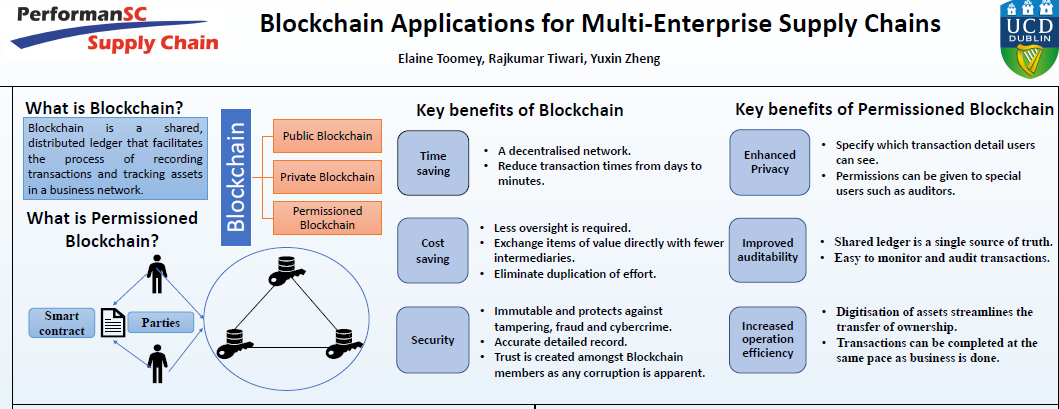 PerformanSC
Supply Chain
Blockchain Applications for Multi-Enterprise Supply Chains
Elaine Toomey, Rajkumar Tiwari, Yuxin Zheng
UCD
DUBLIN
What is Blockchain?
Blockchain is a shared,
distributed ledger that facilitates
the process of recording
transactions and tracking assets
in a business network.
What is Permissioned
Blockchain?
Smart
contract
Parties
Blockchain
Public Blockchain
Private Blockchain
Permissioned
Blockchain
Key benefits of Blockchain
Time
saving
• A decentralised network.
• Reduce transaction times from days to
minutes.
Cost
saving
• Less oversight is required.
• Exchange items of value directly with fewer
intermediaries.
• Eliminate duplication of effort.
Security
• Immutable and protects against
tampering, fraud and cybercrime.
• Accurate detailed record.
• Trust is created amongst Blockchain
members as any corruption is apparent.
Key benefits of Permissioned Blockchain
Enhanced
Privacy
• Specify which transaction detail users
can see.
• Permissions can be given to special
users such as auditors.
Improved
auditability
• Shared ledger is a single source of truth.
• Easy to monitor and audit transactions.
Increased
operation
efficiency
• Digitisation of assets streamlines the
transfer of ownership.
• Transactions can be completed at the
same pace as business is done.